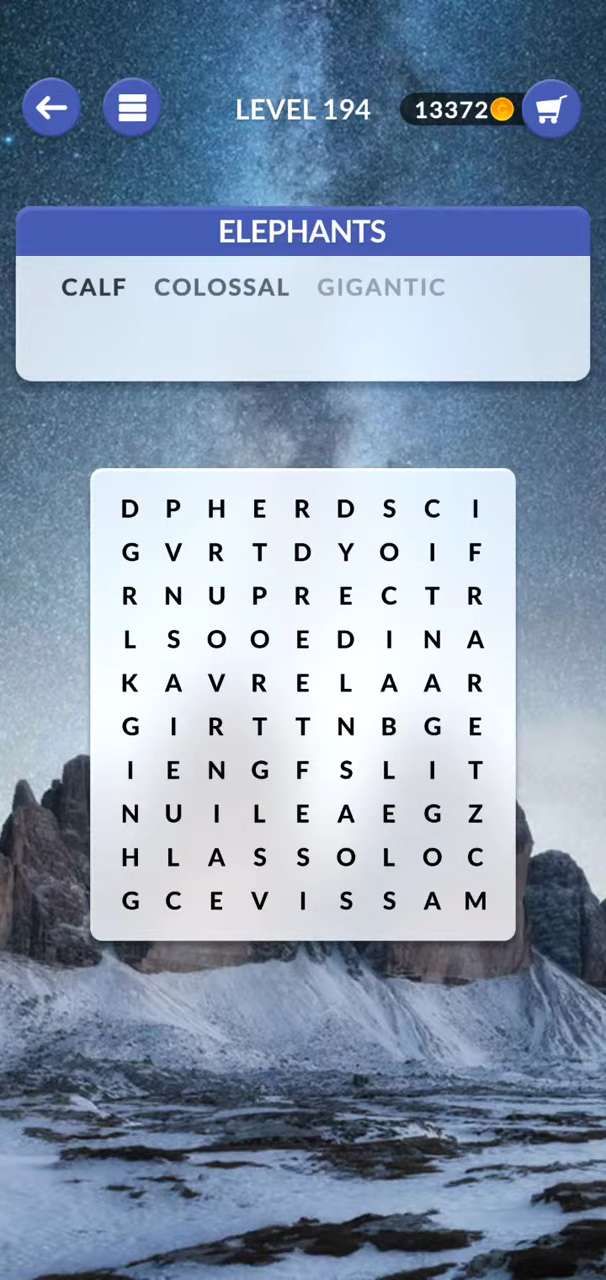 LEVEL 194
13372
ELEPHANTS
CALF COLOSSAL GIGANTIC
D P H E R D S C I
G V R T D Y O I F
R N U P R E C T R
L S O O E D I N A
K A V R E L A A R
G I R T T N B G E
I E N G F S L I T
N U I L E A E G Z
H L A S S O L O C
G C E V I S S A M